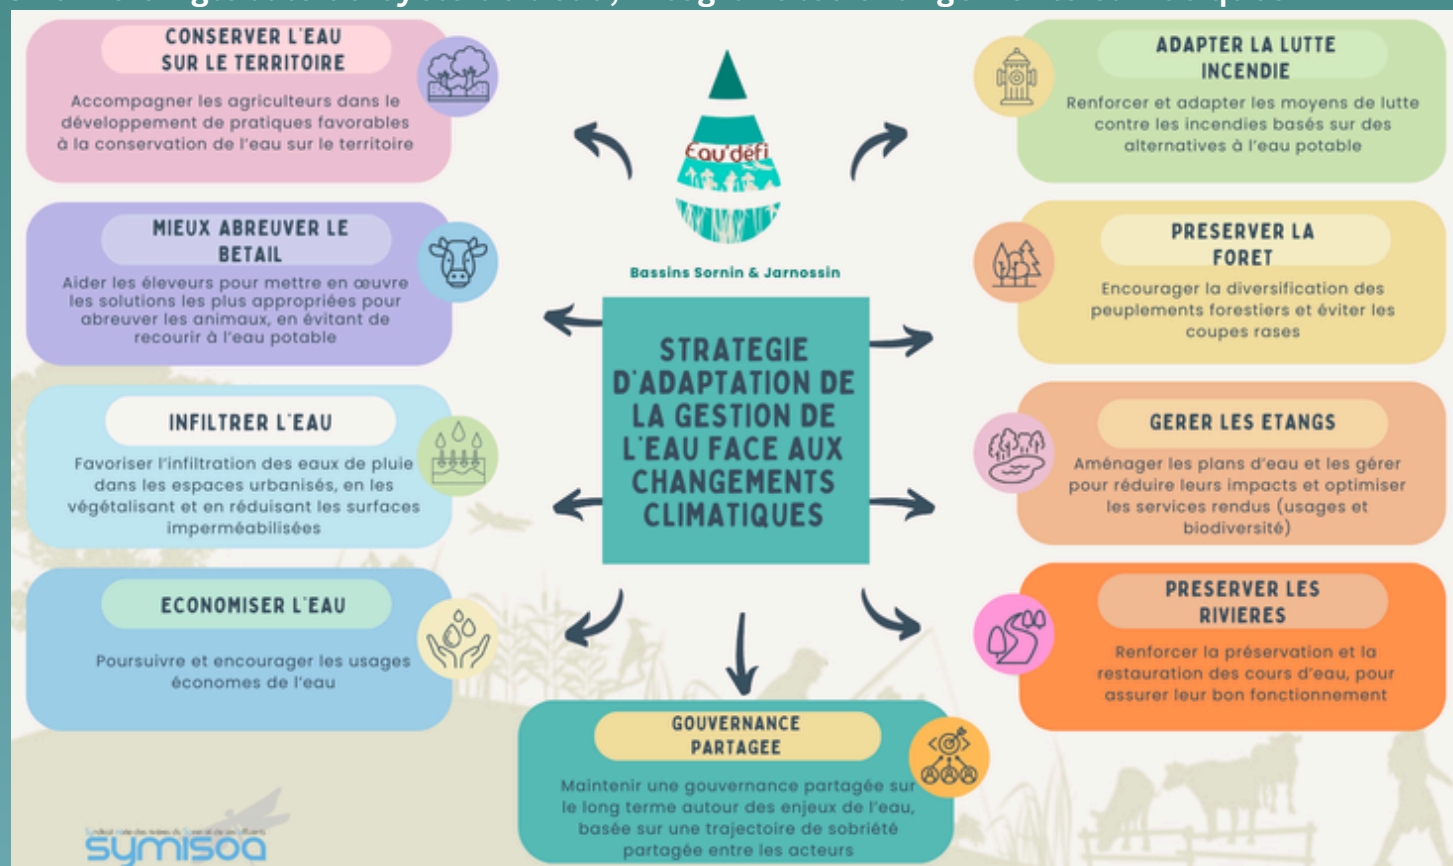 CONSERVER L'EAU
SUR LE TERRITOIRE
Accompagner les agriculteurs dans le
développement de pratiques favorables
à la conservation de l'eau sur le territoire
MIEUX ABREUVER LE
BETAIL
Aider les éleveurs pour mettre en œuvre
les solutions les plus appropriées pour
abreuver les animaux, en évitant de
recourir à l'eau potable
INFILTRER L'EAU
Favoriser l'infiltration des eaux de pluie
dans les espaces urbanisés, en les
végétalisant et en réduisant les surfaces
imperméabilisées
ECONOMISER L'EAU
Poursuivre et encourager les usages
économes de l'eau
Eau'défi
Bassins Sornin & Jarnossin
STRATEGIE
D'ADAPTATION DE
LA GESTION DE
L'EAU FACE AUX
CHANGEMENTS
CLIMATIQUES
GOUVERNANCE
PARTAGEE
Maintenir une gouvernance partagée sur
le long terme autour des enjeux de l'eau,
basée sur une trajectoire de sobriété
partagée entre les acteurs
ADAPTER LA LUTTE
INCENDIE
Renforcer et adapter les moyens de lutte
contre les incendies basés sur des
alternatives à l'eau potable
PRESERVER LA
FORET
Encourager la diversification des
peuplements forestiers et éviter les
coupes rases
GERER LES ETANGS
Aménager les plans d'eau et les gérer
pour réduire leurs impacts et optimiser
les services rendus (usages et
biodiversité)
PRESERVER LES
RIVIERES
Renforcer la préservation et la
restauration des cours d'eau, pour
assurer leur bon fonctionnement
symisoa